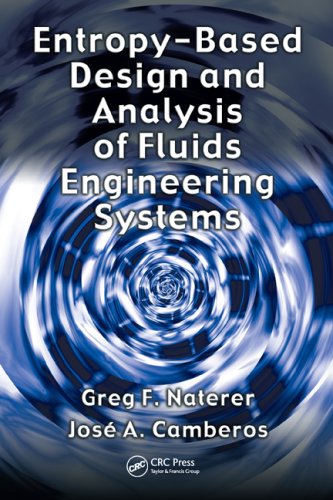 Entropy-Based
Design and
Analysis
of Fluids
Engineering
Systems
Greg F. Naterer
José A. Camberos
CRC Press
Taylor & Francis Group